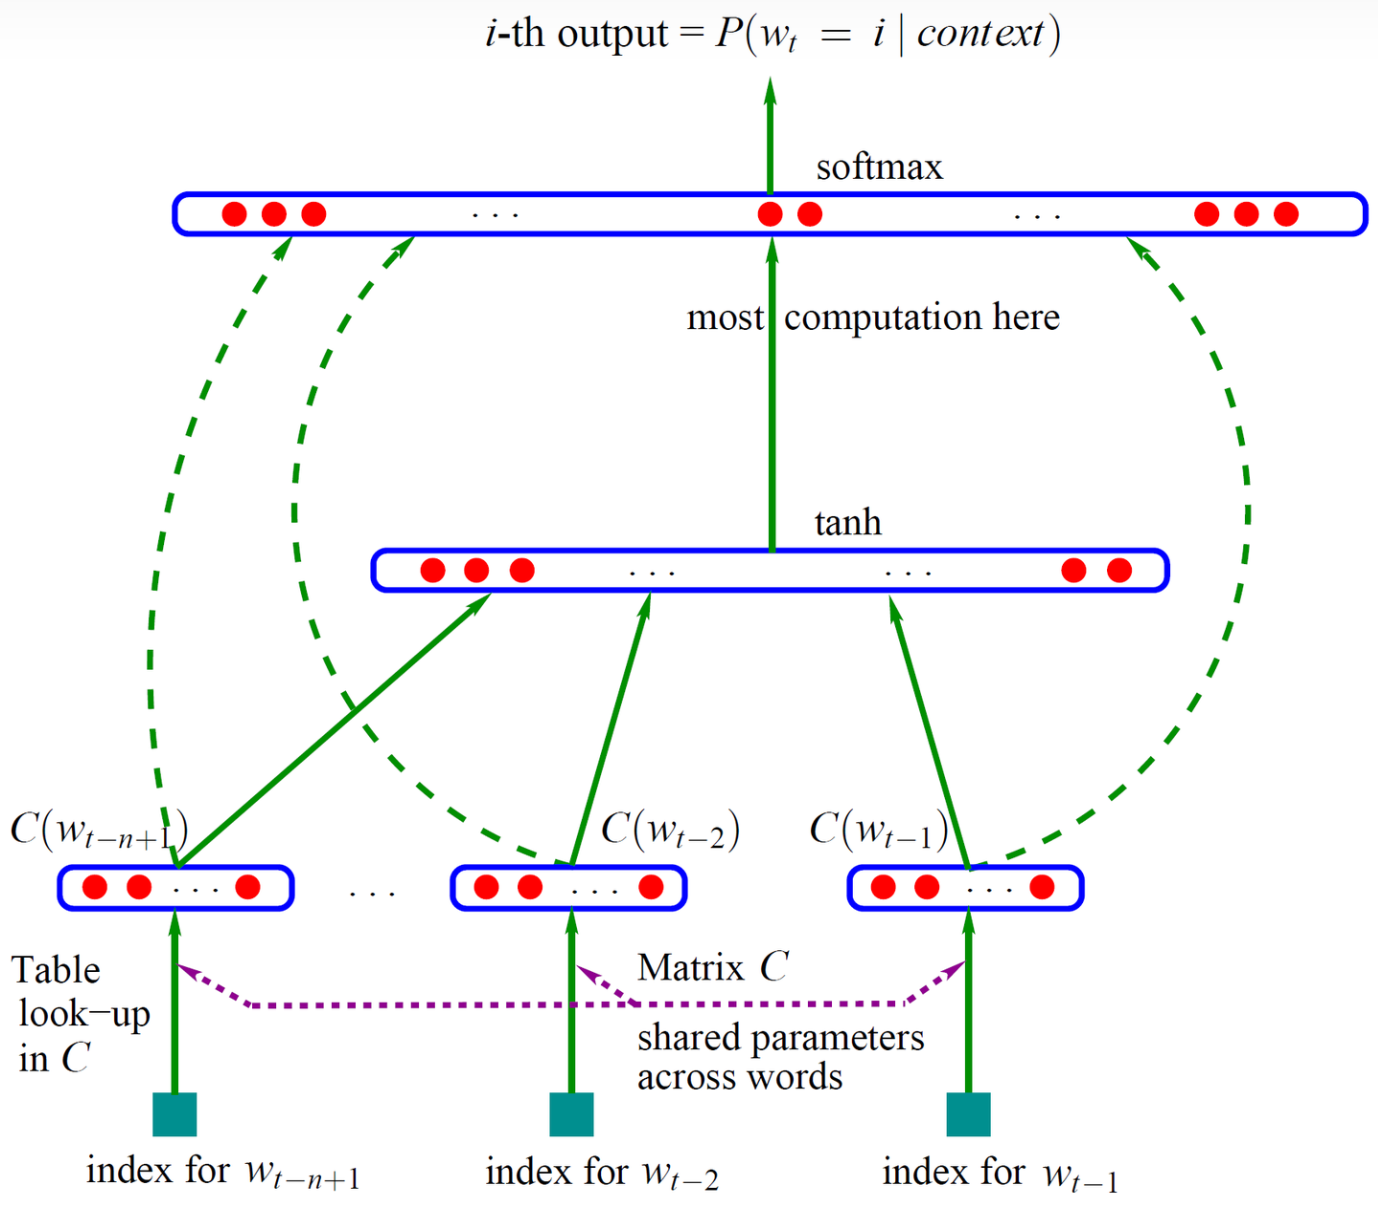 i-th output = P(w_t = i | context)
softmax
. . .
. . .
most computation here
tanh
. . .
. . .
C(w_{t−n+1})
C(w_{t−2})
C(w_{t−1})
. . .
. . .
. . .
. . .
Table
look−up
in C
Matrix C
shared parameters
across words
index for w_{t−n+1}
index for w_{t−2}
index for w_{t−1}